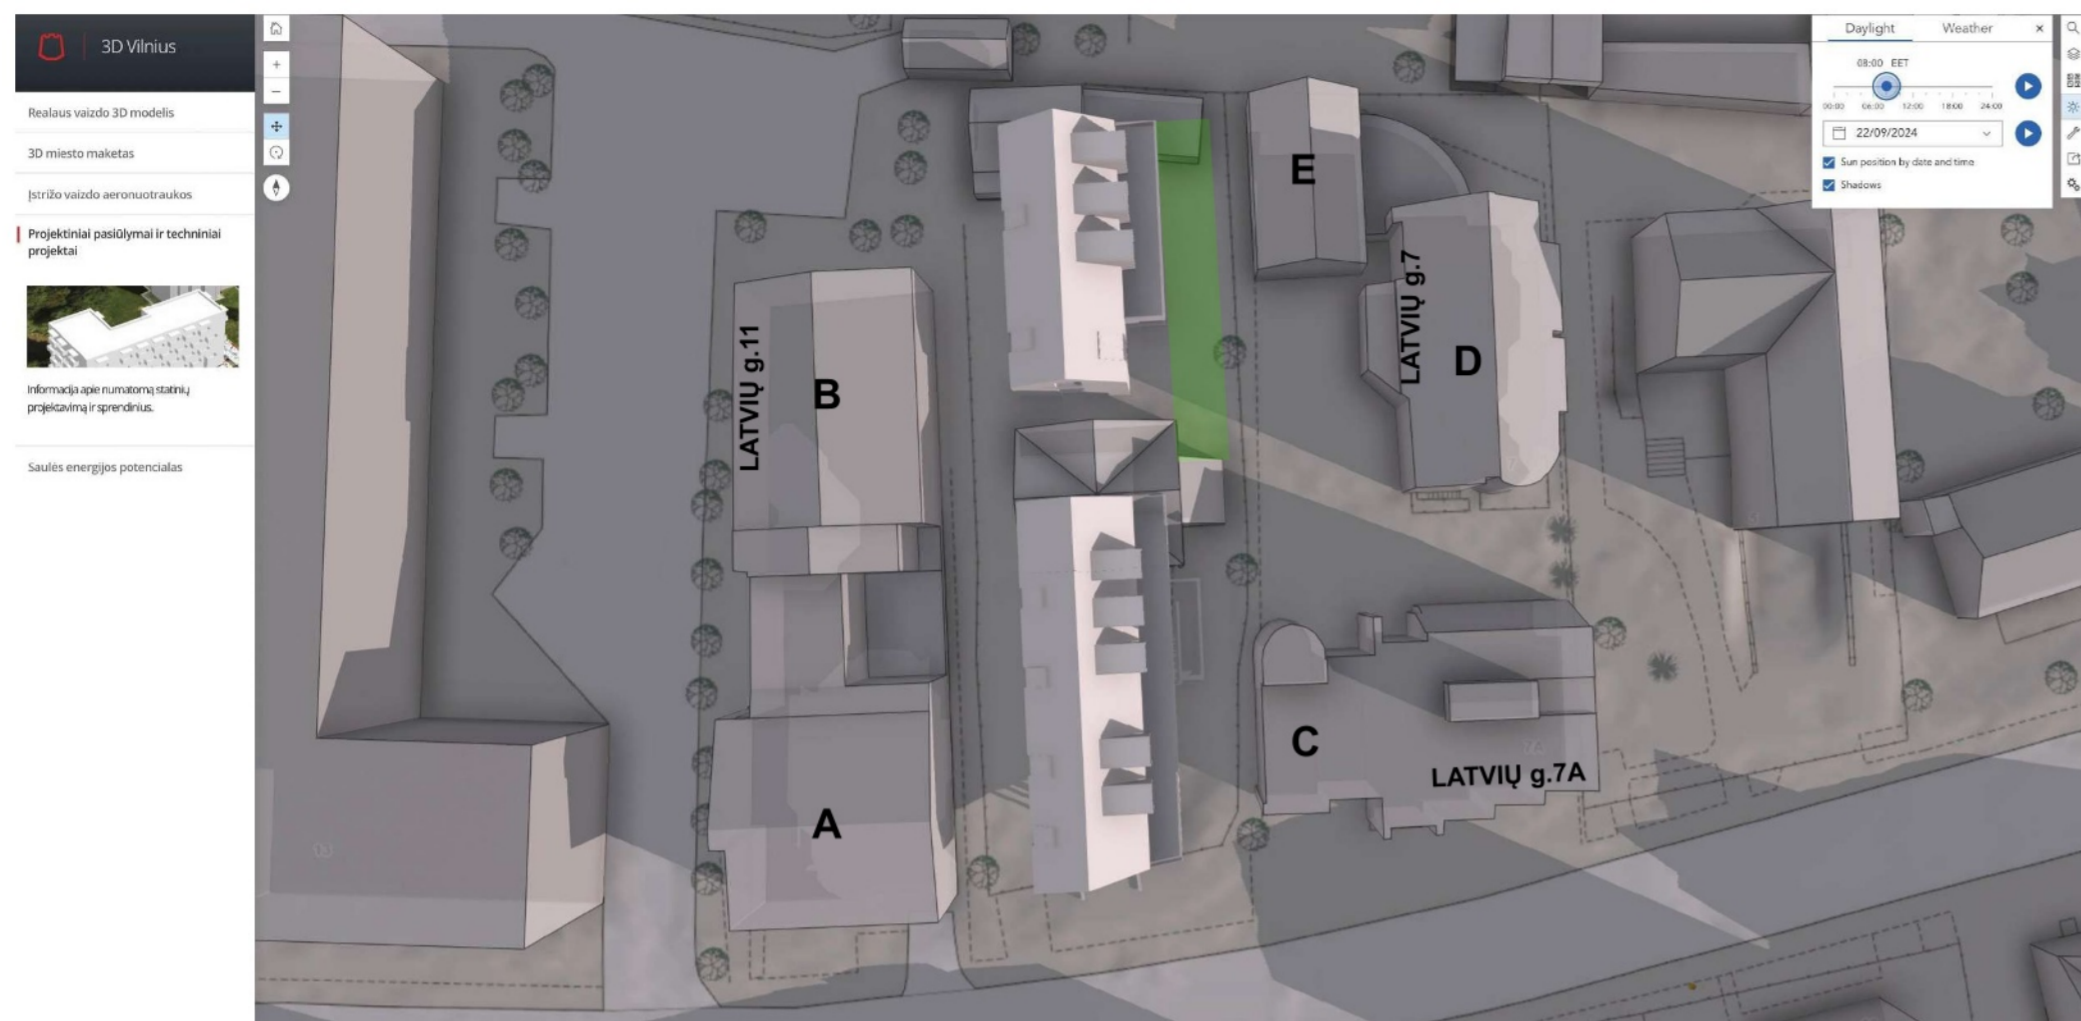 3D Vilnius
Realaus vaizdo 3D modelis
3D miesto maketas
Įstrižo vaizdo aeronuotraukos
Projektiniai pasiūlymai ir techniniai
projektai
Informacija apie numatomą statinių
projektavimą ir sprendinius.
Saulės energijos potencialas
Daylight Weather
08:00 EET
00:00 06:00 12:00 18:00 24:00
22/09/2024
Sun position by date and time
Shadows
E
LATVIŲ g.7
D
LATVIŲ g.11
B
C
LATVIŲ g.7A
7A
A